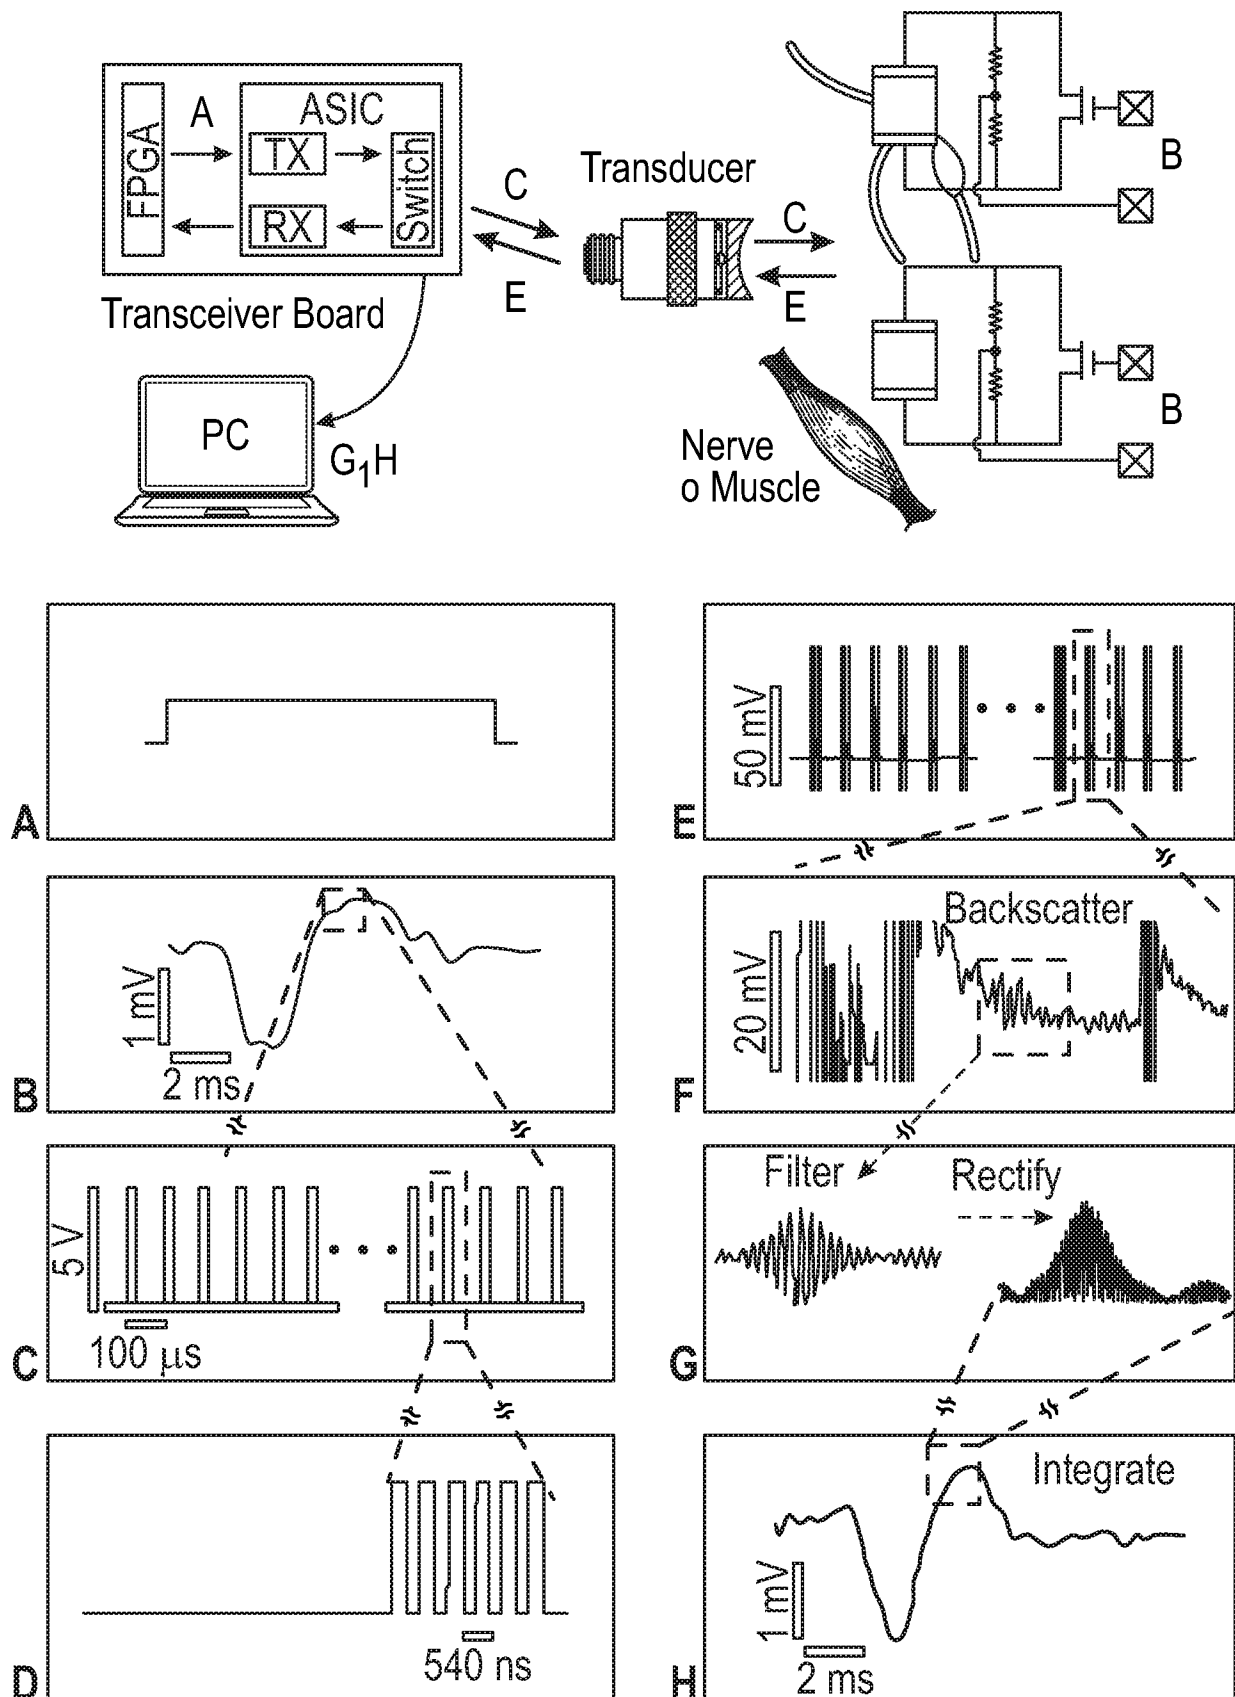 FPGA
A
ASIC
TX
RX
Switch
Transceiver Board
C
E
Transducer
C
E
B
B
PC
G1H
Nerve
o Muscle
A
1 mV
2 ms
B
5 V
100 μs
C
540 ns
D
50 mV
E
Backscatter
20 mV
F
Filter
Rectify
G
Integrate
1 mV
2 ms
H